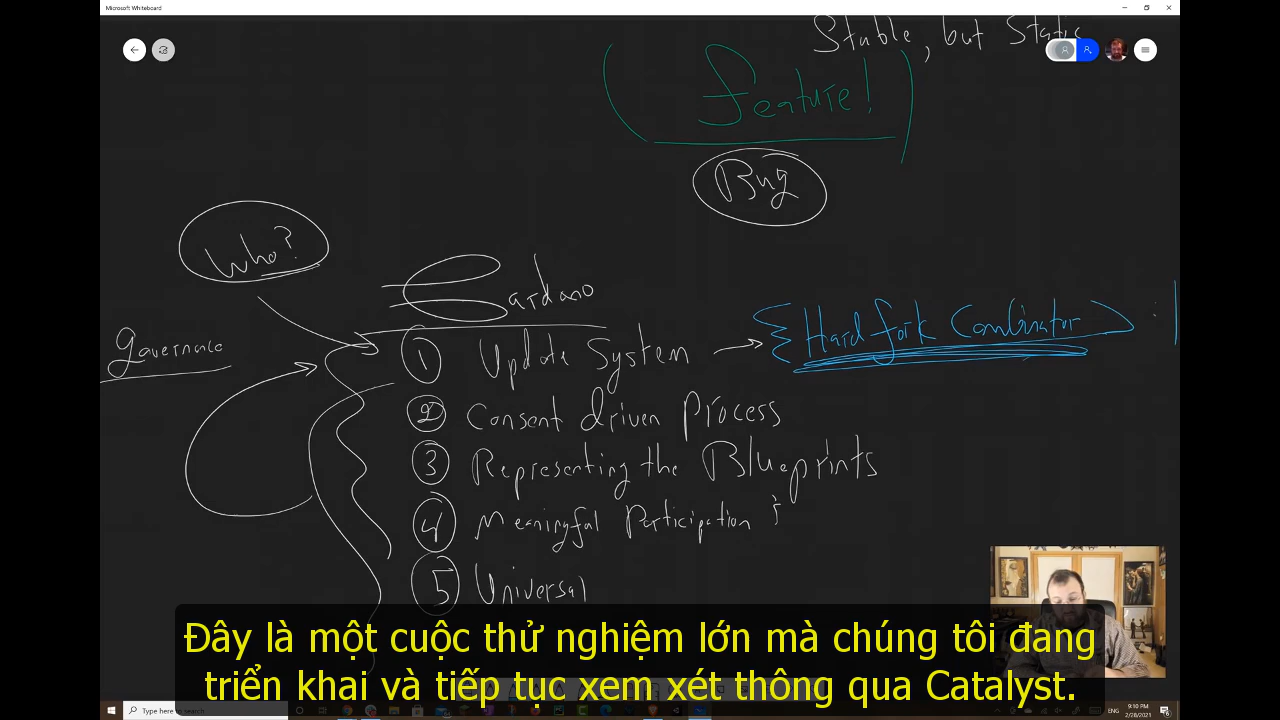 Microsoft Whiteboard
Stable, but Static
Feature!
Bug
Who?
Cardano
Governance
1 Update System
Hard fork Combinator
2 Consent driven Process
3 Representing the Blueprints
4 Meaningful Participation
5 Universal
Đây là một cuộc thử nghiệm lớn mà chúng tôi đang
triển khai và tiếp tục xem xét thông qua Catalyst.
Type here to search
ENG
9:10 PM
2/28/2021